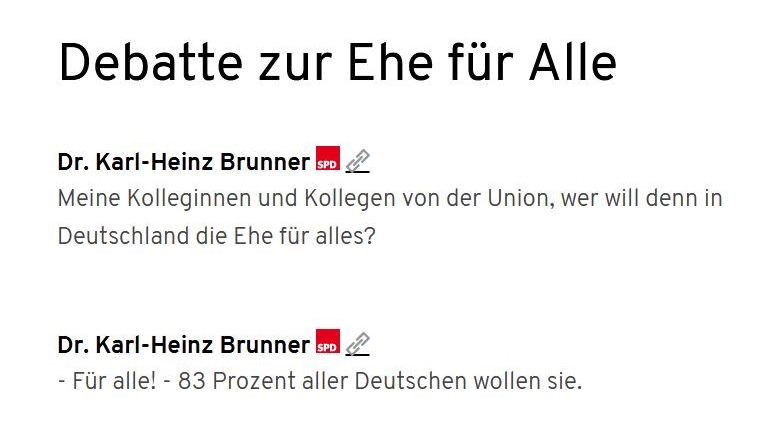 Debatte zur Ehe für Alle
Dr. Karl-Heinz Brunner SPD
Meine Kolleginnen und Kollegen von der Union, wer will denn in
Deutschland die Ehe für alles?
Dr. Karl-Heinz Brunner SPD
- Für alle! - 83 Prozent aller Deutschen wollen sie.